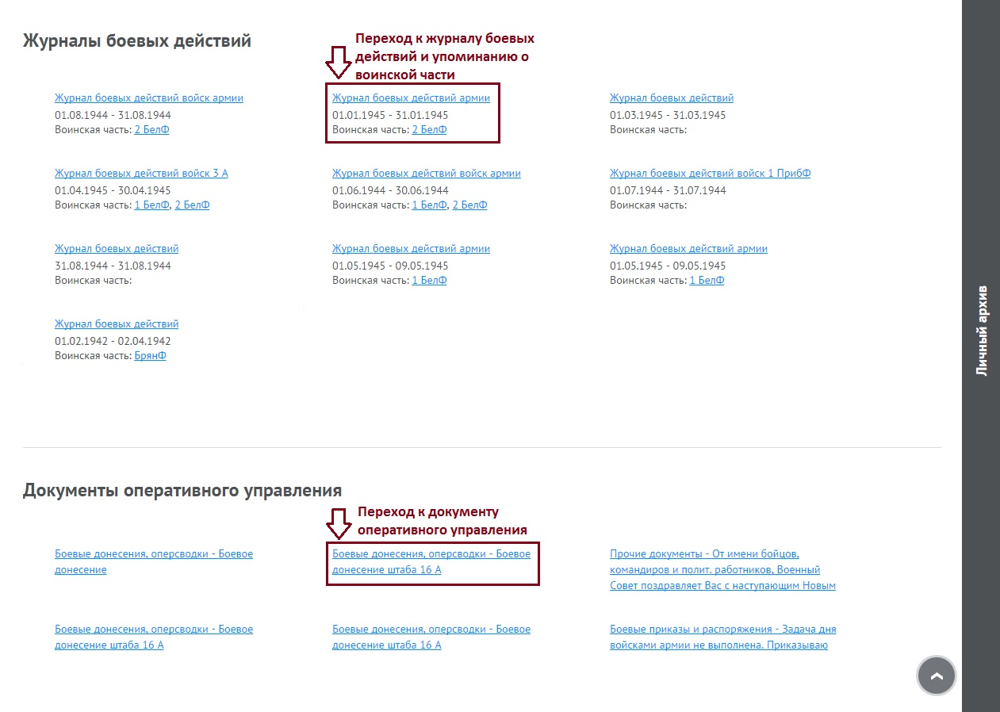 Журналы боевых действий
Переход к журналу боевых
действий и упоминанию о
воинской части
Журнал боевых действий войск армии
01.08.1944 - 31.08.1944
Воинская часть: 2 БелФ
Журнал боевых действий армии
01.01.1945 - 31.01.1945
Воинская часть: 2 БелФ
Журнал боевых действий
01.03.1945 - 31.03.1945
Воинская часть:
Журнал боевых действий войск 3 А
01.04.1945 - 30.04.1945
Воинская часть: 1 БелФ, 2 БелФ
Журнал боевых действий войск армии
01.06.1944 - 30.06.1944
Воинская часть: 1 БелФ, 2 БелФ
Журнал боевых действий войск 1 ПрибФ
01.07.1944 - 31.07.1944
Воинская часть:
Журнал боевых действий
31.08.1944 - 31.08.1944
Воинская часть:
Журнал боевых действий армии
01.05.1945 - 09.05.1945
Воинская часть: 1 БелФ
Журнал боевых действий армии
01.05.1945 - 09.05.1945
Воинская часть: 1 БелФ
Журнал боевых действий
01.02.1942 - 02.04.1942
Воинская часть: БрянФ
Документы оперативного управления
Переход к документу
оперативного управления
Боевые донесения, оперсводки - Боевое
донесение
Боевые донесения, оперсводки - Боевое
донесение штаба 16 А
Прочие документы - От имени бойцов,
командиров и полит. работников, Военный
Совет поздравляет Вас с наступающим Новым
Боевые донесения, оперсводки - Боевое
донесение штаба 16 А
Боевые донесения, оперсводки - Боевое
донесение штаба 16 А
Боевые приказы и распоряжения - Задача дня
войсками армии не выполнена. Приказываю
Личный архив